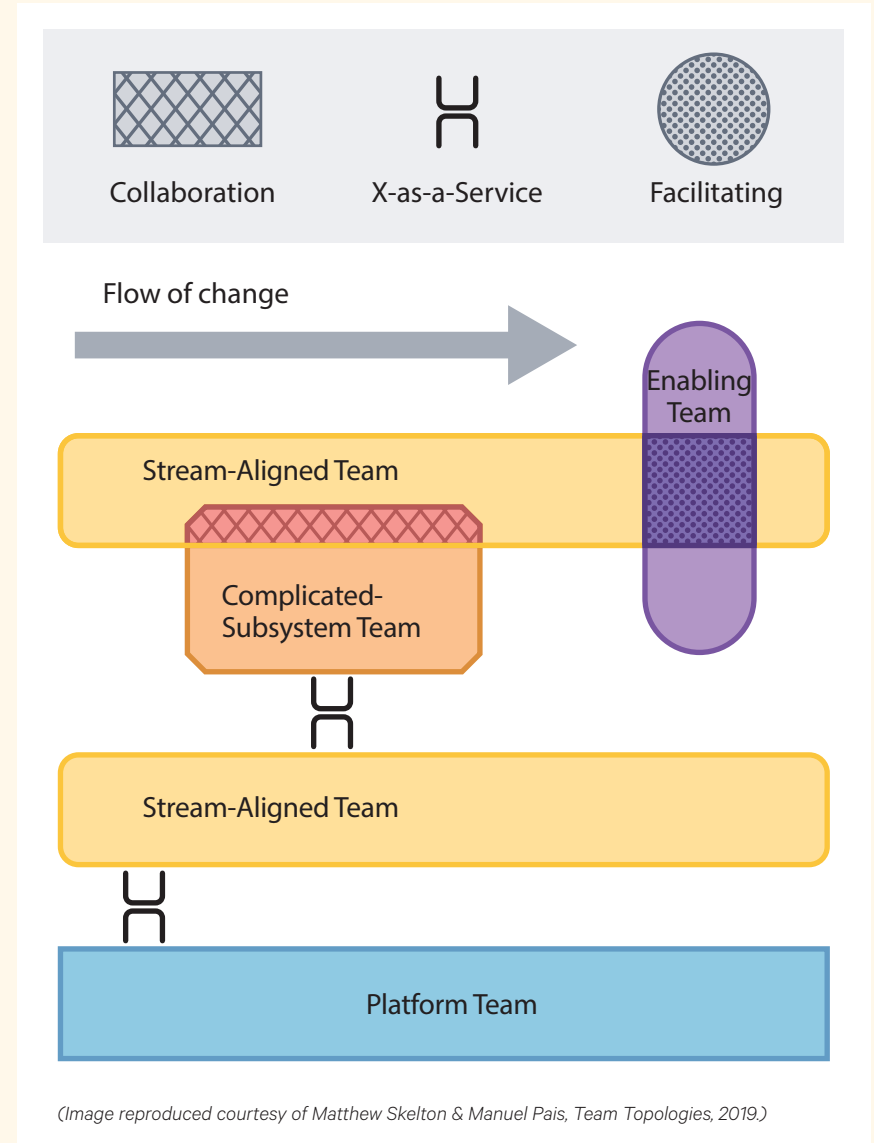 Collaboration
X-as-a-Service
Facilitating
Flow of change
Enabling
Team
Stream-Aligned Team
Complicated-
Subsystem Team
Stream-Aligned Team
Platform Team
(Image reproduced courtesy of Matthew Skelton & Manuel Pais, Team Topologies, 2019.)